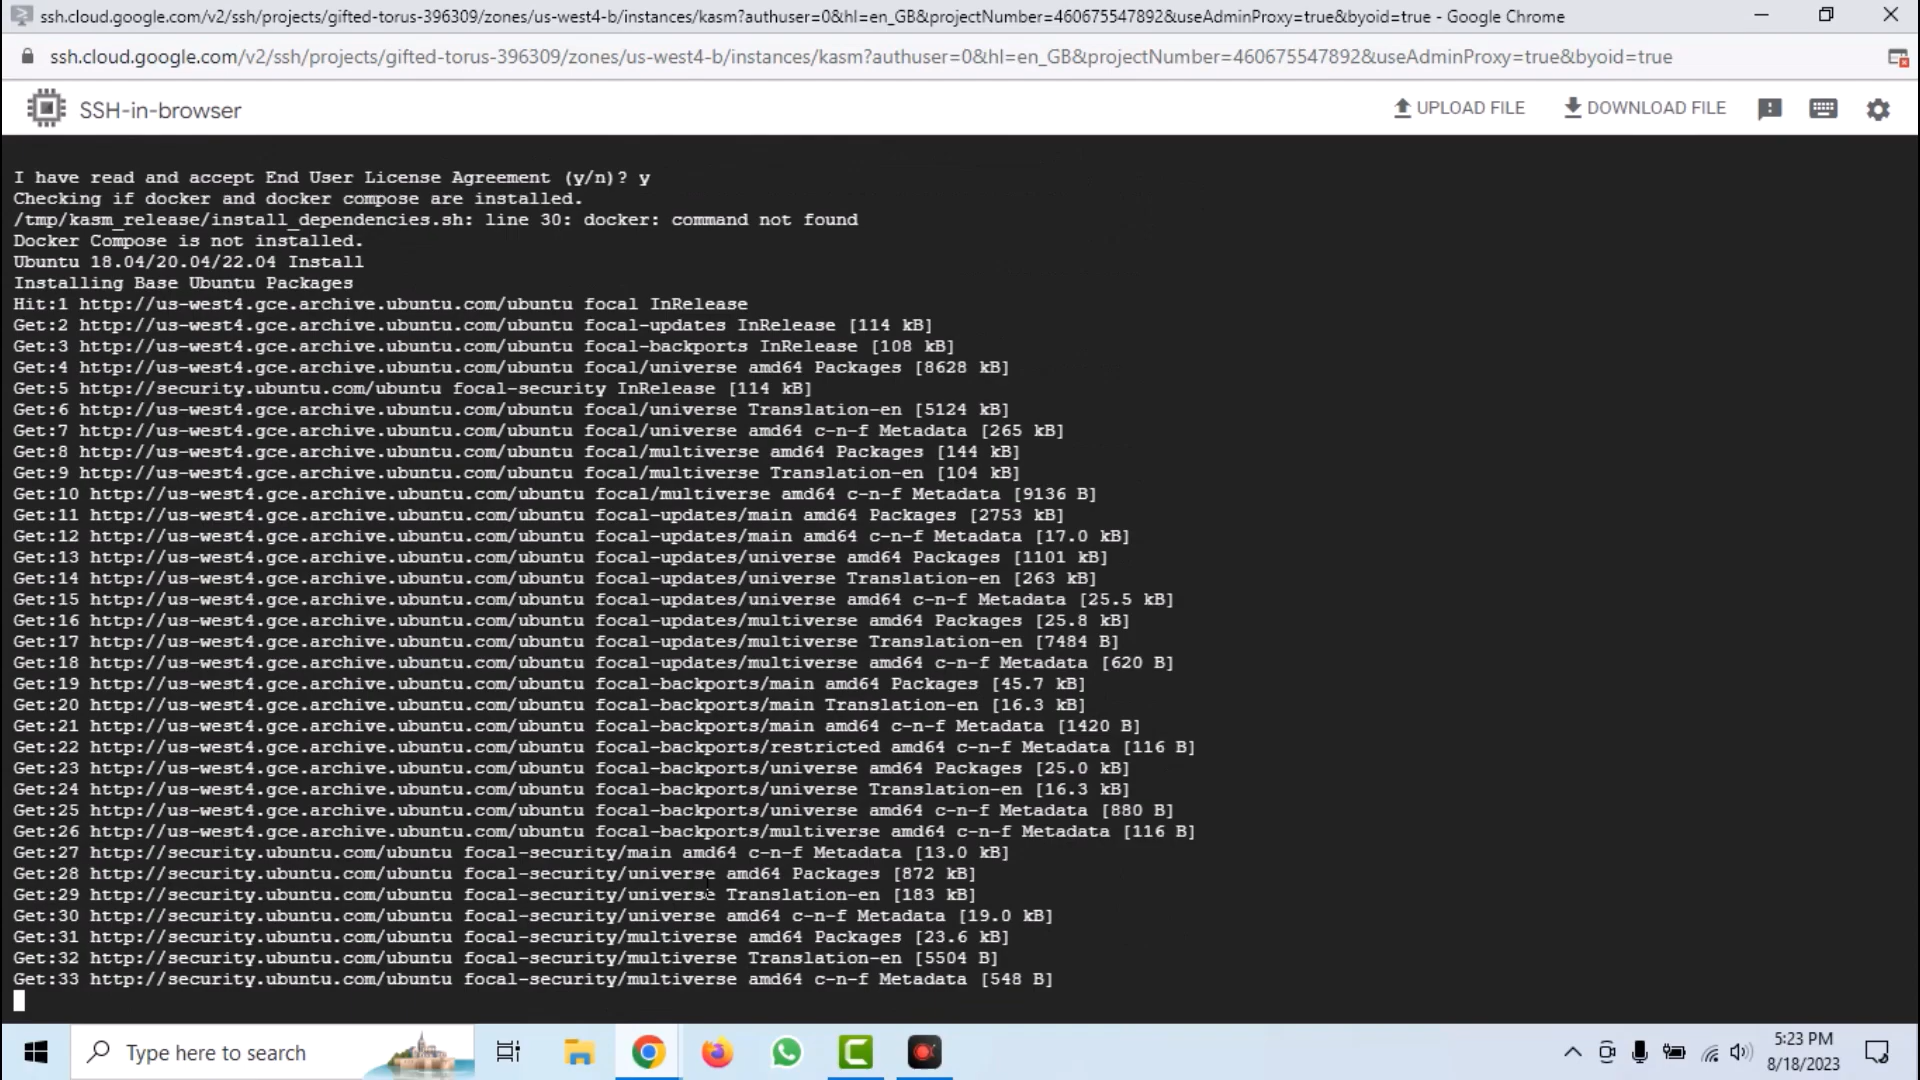 ssh.cloud.google.com/v2/ssh/projects/gifted-torus-396309/zones/us-west4-b/instances/kasm?authuser=0&hl=en_GB&projectNumber=460675547892&useAdminProxy=true&byoid=true - Google Chrome
ssh.cloud.google.com/v2/ssh/projects/gifted-torus-396309/zones/us-west4-b/instances/kasm?authuser=0&hl=en_GB&projectNumber=460675547892&useAdminProxy=true&byoid=true
SSH-in-browser UPLOAD FILE DOWNLOAD FILE
I have read and accept End User License Agreement (y/n)? y
Checking if docker and docker compose are installed.
/tmp/kasm_release/install_dependencies.sh: line 30: docker: command not found
Docker Compose is not installed.
Ubuntu 18.04/20.04/22.04 Install
Installing Base Ubuntu Packages
Hit:1 http://us-west4.gce.archive.ubuntu.com/ubuntu focal InRelease
Get:2 http://us-west4.gce.archive.ubuntu.com/ubuntu focal-updates InRelease [114 kB]
Get:3 http://us-west4.gce.archive.ubuntu.com/ubuntu focal-backports InRelease [108 kB]
Get:4 http://us-west4.gce.archive.ubuntu.com/ubuntu focal/universe amd64 Packages [8628 kB]
Get:5 http://security.ubuntu.com/ubuntu focal-security InRelease [114 kB]
Get:6 http://us-west4.gce.archive.ubuntu.com/ubuntu focal/universe Translation-en [5124 kB]
Get:7 http://us-west4.gce.archive.ubuntu.com/ubuntu focal/universe amd64 c-n-f Metadata [265 kB]
Get:8 http://us-west4.gce.archive.ubuntu.com/ubuntu focal/multiverse amd64 Packages [144 kB]
Get:9 http://us-west4.gce.archive.ubuntu.com/ubuntu focal/multiverse Translation-en [104 kB]
Get:10 http://us-west4.gce.archive.ubuntu.com/ubuntu focal/multiverse amd64 c-n-f Metadata [9136 B]
Get:11 http://us-west4.gce.archive.ubuntu.com/ubuntu focal-updates/main amd64 Packages [2753 kB]
Get:12 http://us-west4.gce.archive.ubuntu.com/ubuntu focal-updates/main amd64 c-n-f Metadata [17.0 kB]
Get:13 http://us-west4.gce.archive.ubuntu.com/ubuntu focal-updates/universe amd64 Packages [1101 kB]
Get:14 http://us-west4.gce.archive.ubuntu.com/ubuntu focal-updates/universe Translation-en [263 kB]
Get:15 http://us-west4.gce.archive.ubuntu.com/ubuntu focal-updates/universe amd64 c-n-f Metadata [25.5 kB]
Get:16 http://us-west4.gce.archive.ubuntu.com/ubuntu focal-updates/multiverse amd64 Packages [25.8 kB]
Get:17 http://us-west4.gce.archive.ubuntu.com/ubuntu focal-updates/multiverse Translation-en [7484 B]
Get:18 http://us-west4.gce.archive.ubuntu.com/ubuntu focal-updates/multiverse amd64 c-n-f Metadata [620 B]
Get:19 http://us-west4.gce.archive.ubuntu.com/ubuntu focal-backports/main amd64 Packages [45.7 kB]
Get:20 http://us-west4.gce.archive.ubuntu.com/ubuntu focal-backports/main Translation-en [16.3 kB]
Get:21 http://us-west4.gce.archive.ubuntu.com/ubuntu focal-backports/main amd64 c-n-f Metadata [1420 B]
Get:22 http://us-west4.gce.archive.ubuntu.com/ubuntu focal-backports/restricted amd64 c-n-f Metadata [116 B]
Get:23 http://us-west4.gce.archive.ubuntu.com/ubuntu focal-backports/universe amd64 Packages [25.0 kB]
Get:24 http://us-west4.gce.archive.ubuntu.com/ubuntu focal-backports/universe Translation-en [16.3 kB]
Get:25 http://us-west4.gce.archive.ubuntu.com/ubuntu focal-backports/universe amd64 c-n-f Metadata [880 B]
Get:26 http://us-west4.gce.archive.ubuntu.com/ubuntu focal-backports/multiverse amd64 c-n-f Metadata [116 B]
Get:27 http://security.ubuntu.com/ubuntu focal-security/main amd64 c-n-f Metadata [13.0 kB]
Get:28 http://security.ubuntu.com/ubuntu focal-security/universe amd64 Packages [872 kB]
Get:29 http://security.ubuntu.com/ubuntu focal-security/universe Translation-en [183 kB]
Get:30 http://security.ubuntu.com/ubuntu focal-security/universe amd64 c-n-f Metadata [19.0 kB]
Get:31 http://security.ubuntu.com/ubuntu focal-security/multiverse amd64 Packages [23.6 kB]
Get:32 http://security.ubuntu.com/ubuntu focal-security/multiverse Translation-en [5504 B]
Get:33 http://security.ubuntu.com/ubuntu focal-security/multiverse amd64 c-n-f Metadata [548 B]
Type here to search
5:23 PM
8/18/2023